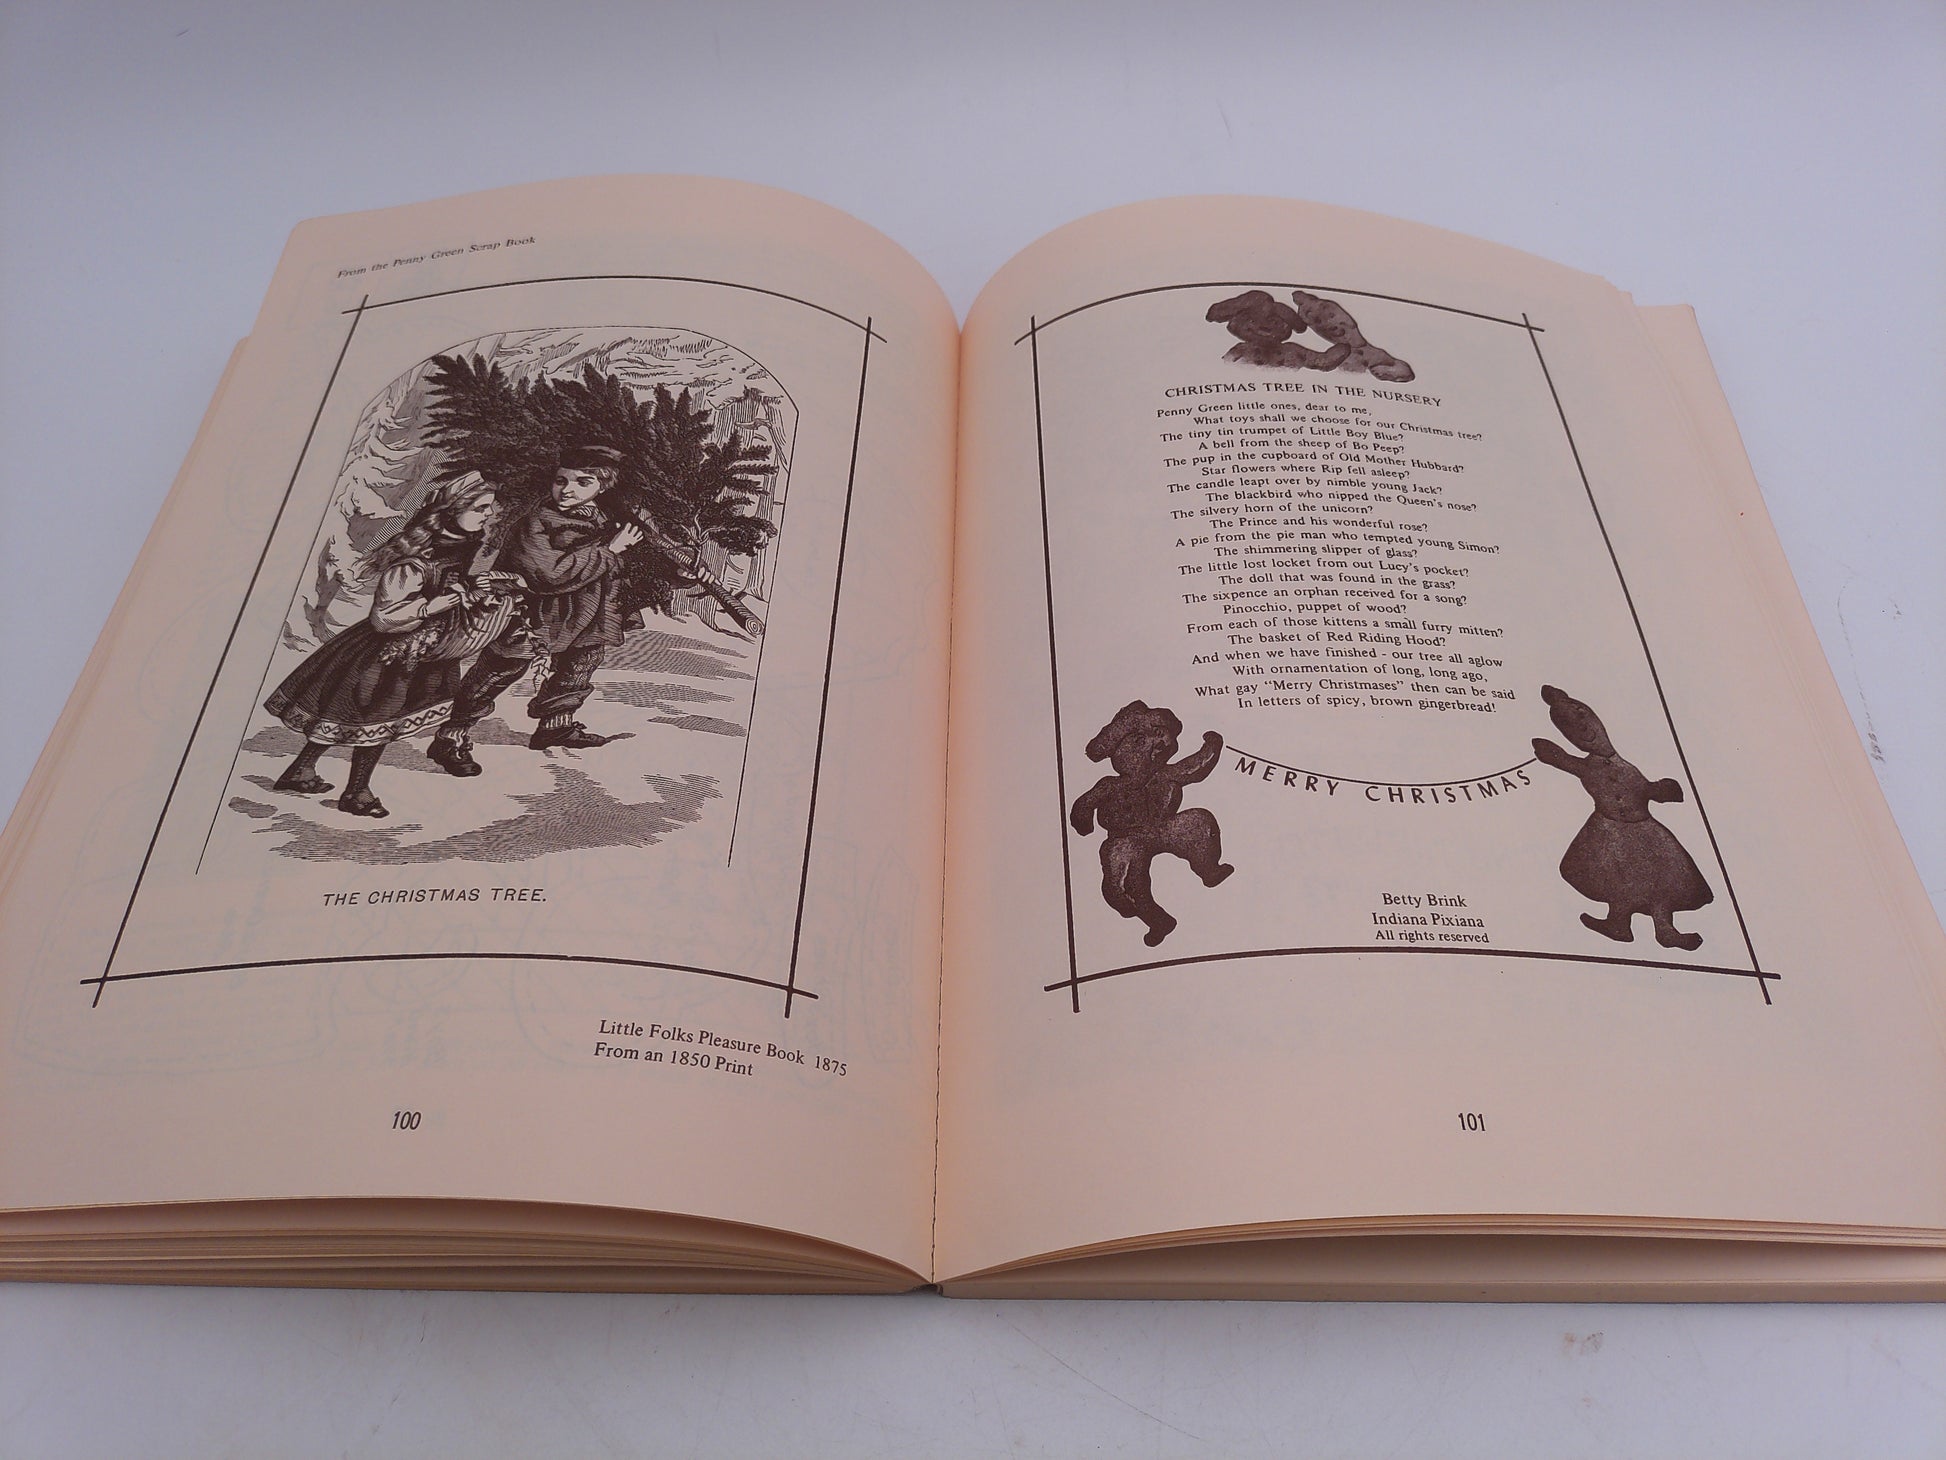 From the Penny Green Scrap Book
THE CHRISTMAS TREE.
Little Folks Pleasure Book 1875
From an 1850 Print
100
CHRISTMAS TREE IN THE NURSERY
Penny Green little ones, dear to me,
What toys shall we choose for our Christmas tree?
The tiny tin trumpet of Little Boy Blue?
A bell from the sheep of Bo Peep?
The pup in the cupboard of Old Mother Hubbard?
Star flowers where Rip fell asleep?
The candle leapt over by nimble young Jack?
The blackbird who nipped the Queen's nose?
The silvery horn of the unicorn?
The Prince and his wonderful rose?
A pie from the pie man who tempted young Simon?
The shimmering slipper of glass?
The little lost locket from out Lucy's pocket?
The doll that was found in the grass?
The sixpence an orphan received for a song?
Pinocchio, puppet of wood?
From each of those kittens a small furry mitten?
The basket of Red Riding Hood?
And when we have finished - our tree all aglow
With ornamentation of long, long ago,
What gay "Merry Christmases" then can be said
In letters of spicy, brown gingerbread!
MERRY CHRISTMAS
Betty Brink
Indiana Pixiana
All rights reserved
101